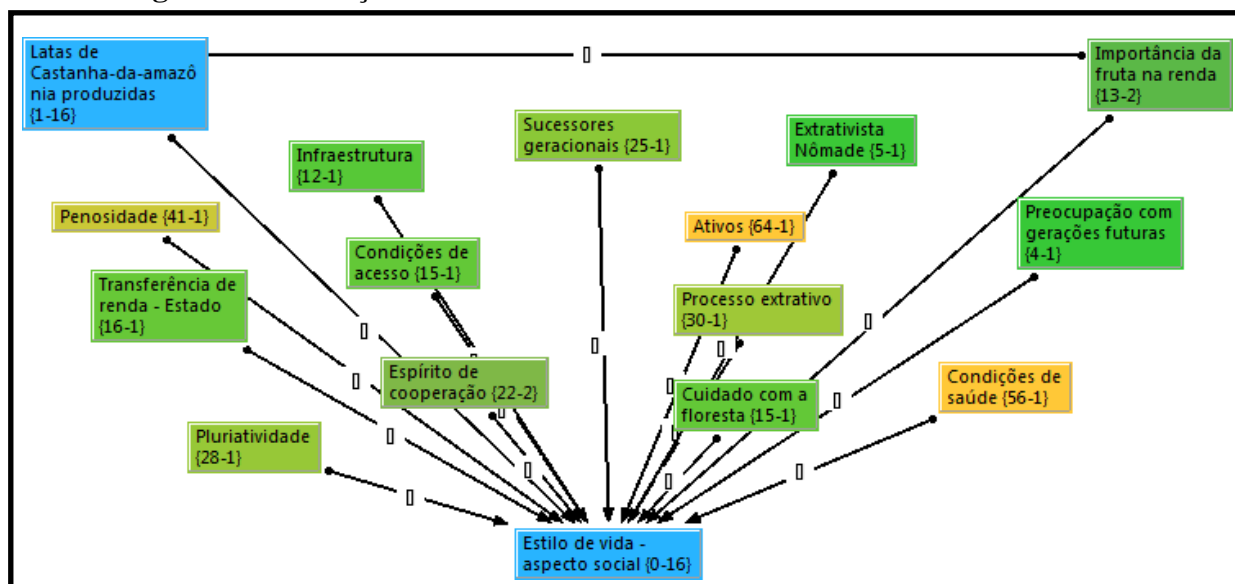 Latas de
Castanha-da-amazô
nia produzidas
{1-16}
Importância da
fruta na renda
{13-2}
Sucessores
geracionais {25-1}
Extrativista
Nômade {5-1}
Infraestrutura
{12-1}
Penosidade {41-1}
Ativos {64-1}
Preocupação com
gerações futuras
{4-1}
Condições de
acesso {15-1}
Transferência de
renda - Estado
{16-1}
Processo extrativo
{30-1}
Espírito de
cooperação {22-2}
Cuidado com a
floresta {15-1}
Condições de
saúde {56-1}
Pluriatividade
{28-1}
Estilo de vida -
aspecto social {0-16}